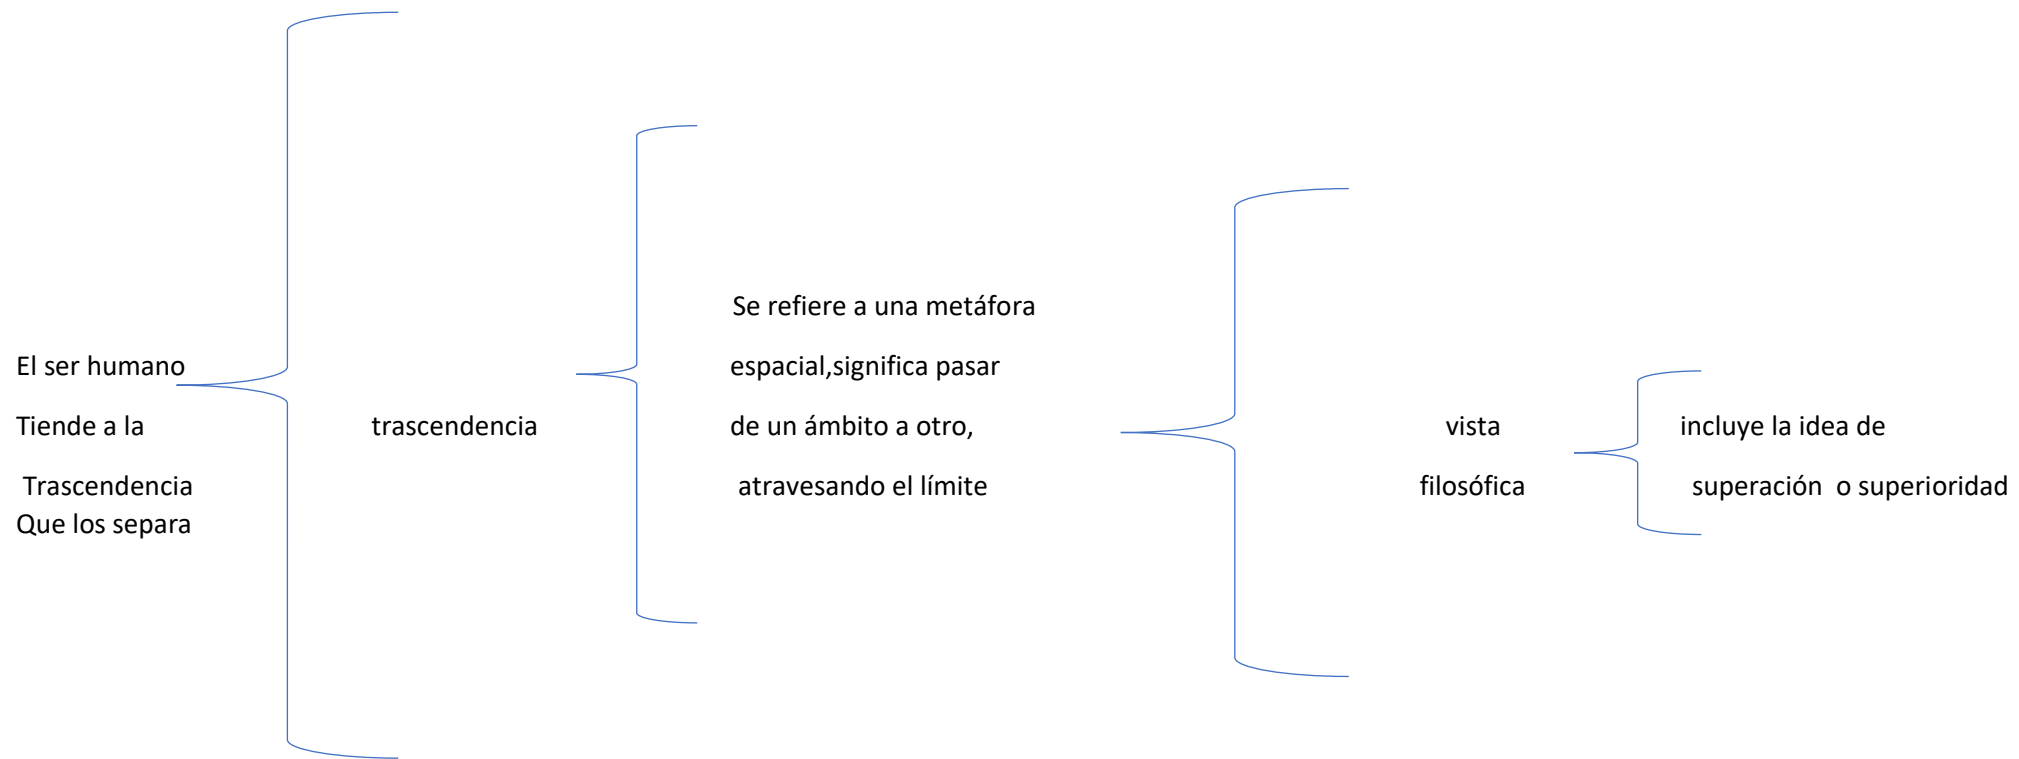 El ser humano
Tiende a la
Trascendencia
Que los separa
trascendencia
Se refiere a una metáfora
espacial,significa pasar
de un ámbito a otro,
atravesando el límite
vista
filosófica
incluye la idea de
superación o superioridad